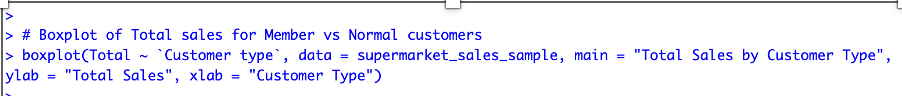 >
> # Boxplot of Total sales for Member vs Normal customers
> boxplot(Total ~ `Customer type`, data = supermarket_sales_sample, main = "Total Sales by Customer Type",
ylab = "Total Sales", xlab = "Customer Type")
>